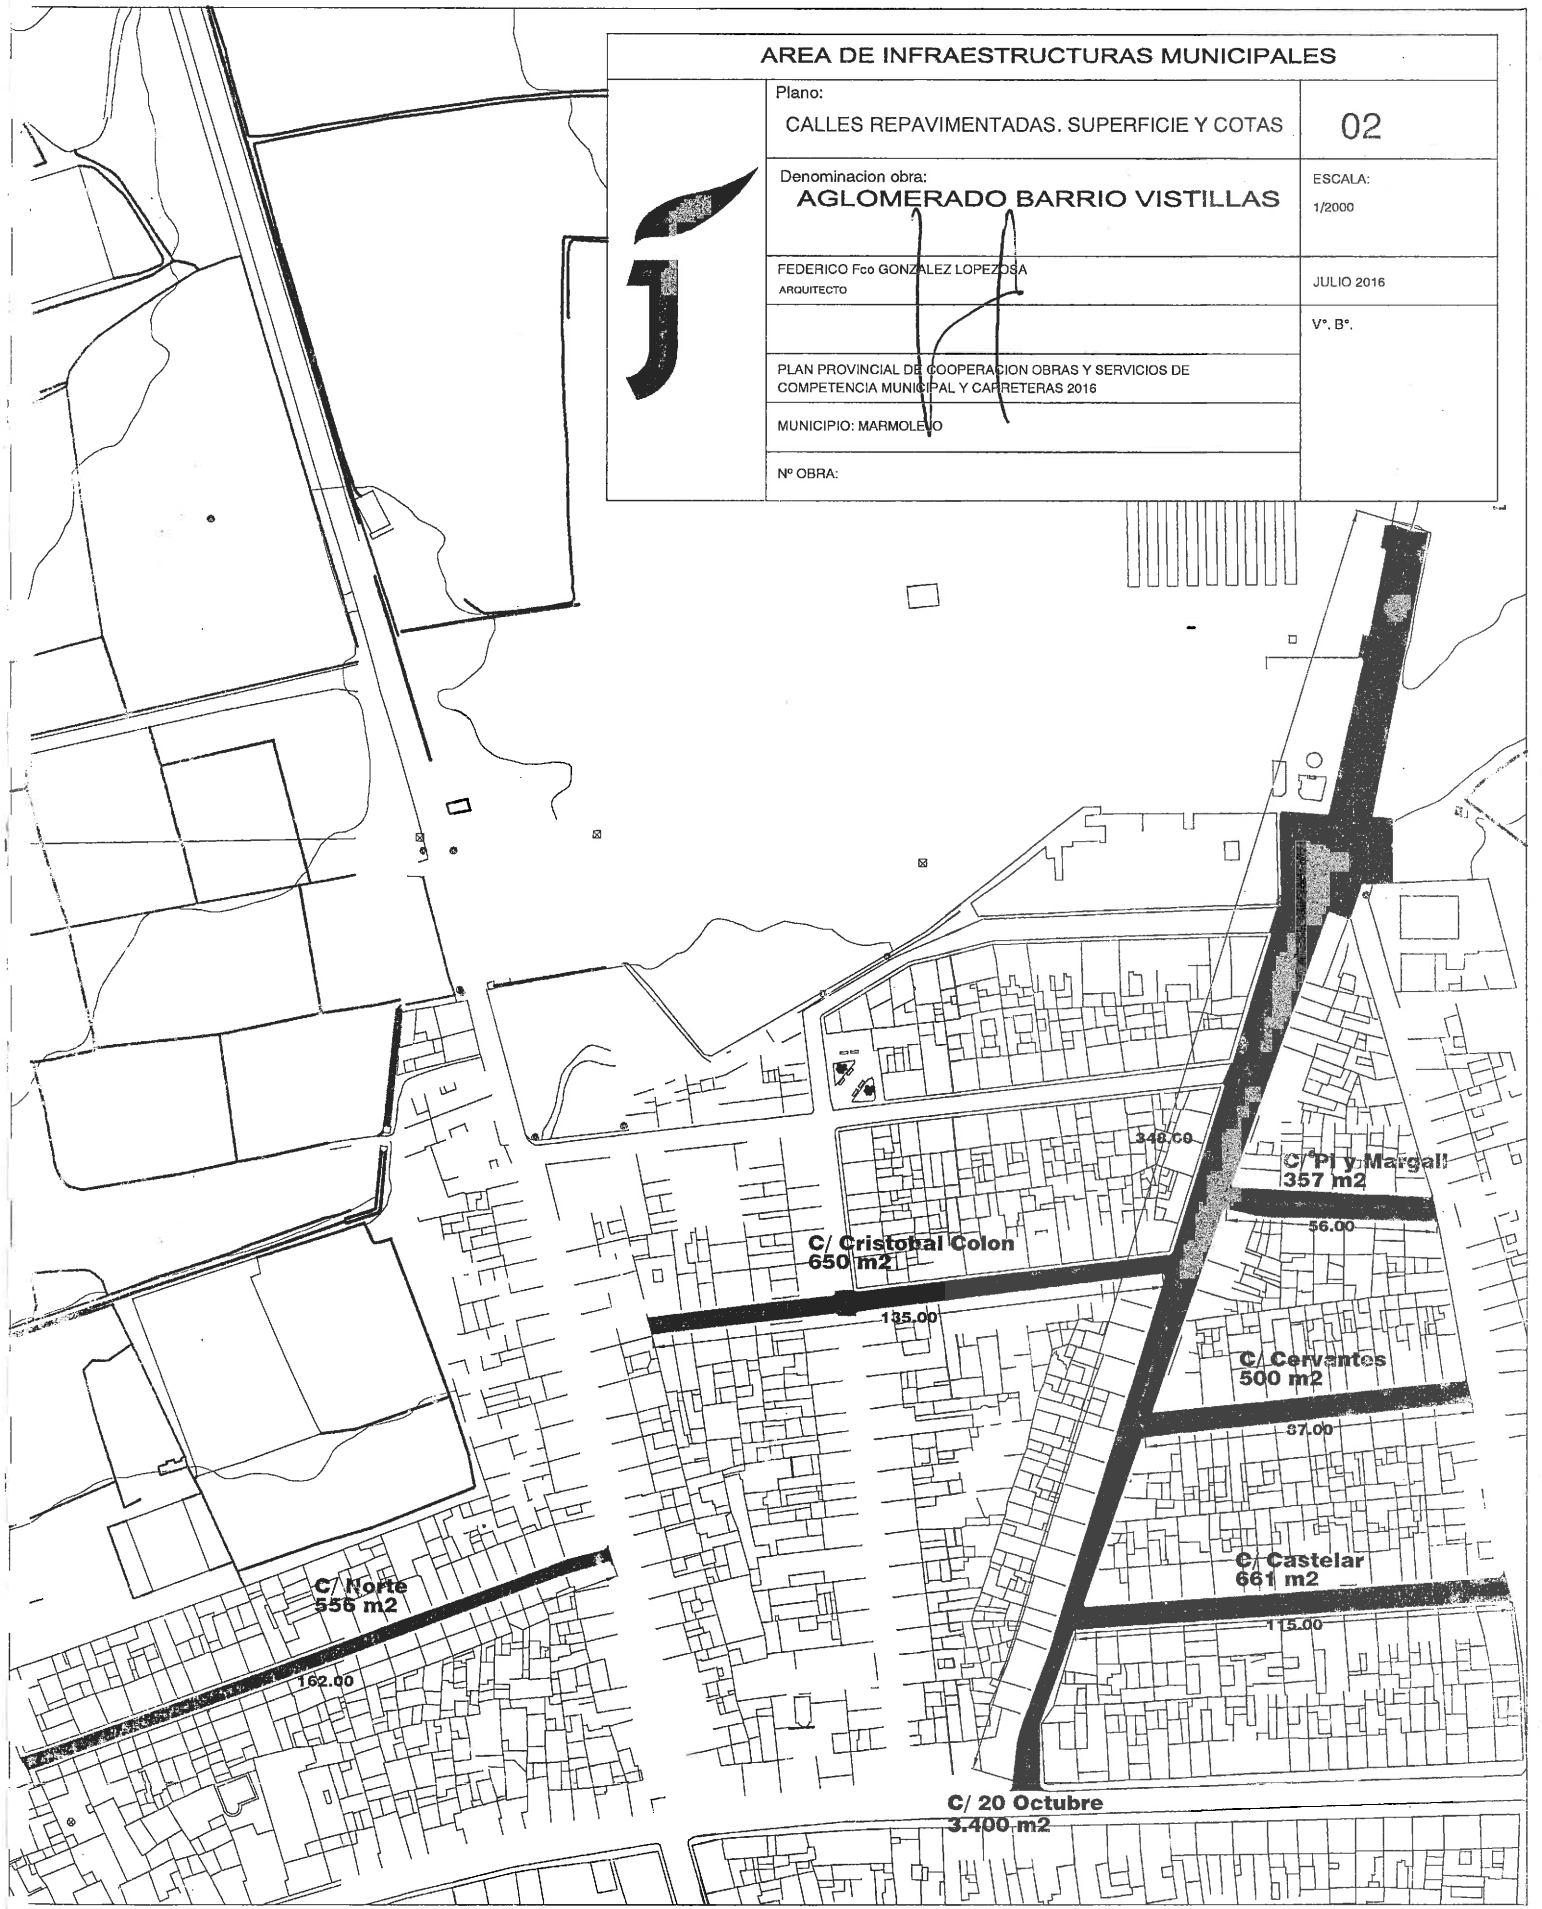 AREA DE INFRAESTRUCTURAS MUNICIPALES
Plano:
CALLES REPAVIMENTADAS. SUPERFICIE Y COTAS
02
Denominacion obra:
AGLOMERADO BARRIO VISTILLAS
ESCALA:
1/2000
FEDERICO Fco GONZALEZ LOPEZOSA
ARQUITECTO
JULIO 2016
Vº. Bº.
PLAN PROVINCIAL DE COOPERACION OBRAS Y SERVICIOS DE
COMPETENCIA MUNICIPAL Y CARRETERAS 2016
MUNICIPIO: MARMOLEJO
Nº OBRA:
348.00
C/ Pi y Margall
357 m2
56.00
C/ Cristobal Colon
650 m2
135.00
C/ Cervantes
500 m2
87.00
C/ Castelar
661 m2
115.00
C/ Norte
556 m2
162.00
C/ 20 Octubre
3.400 m2